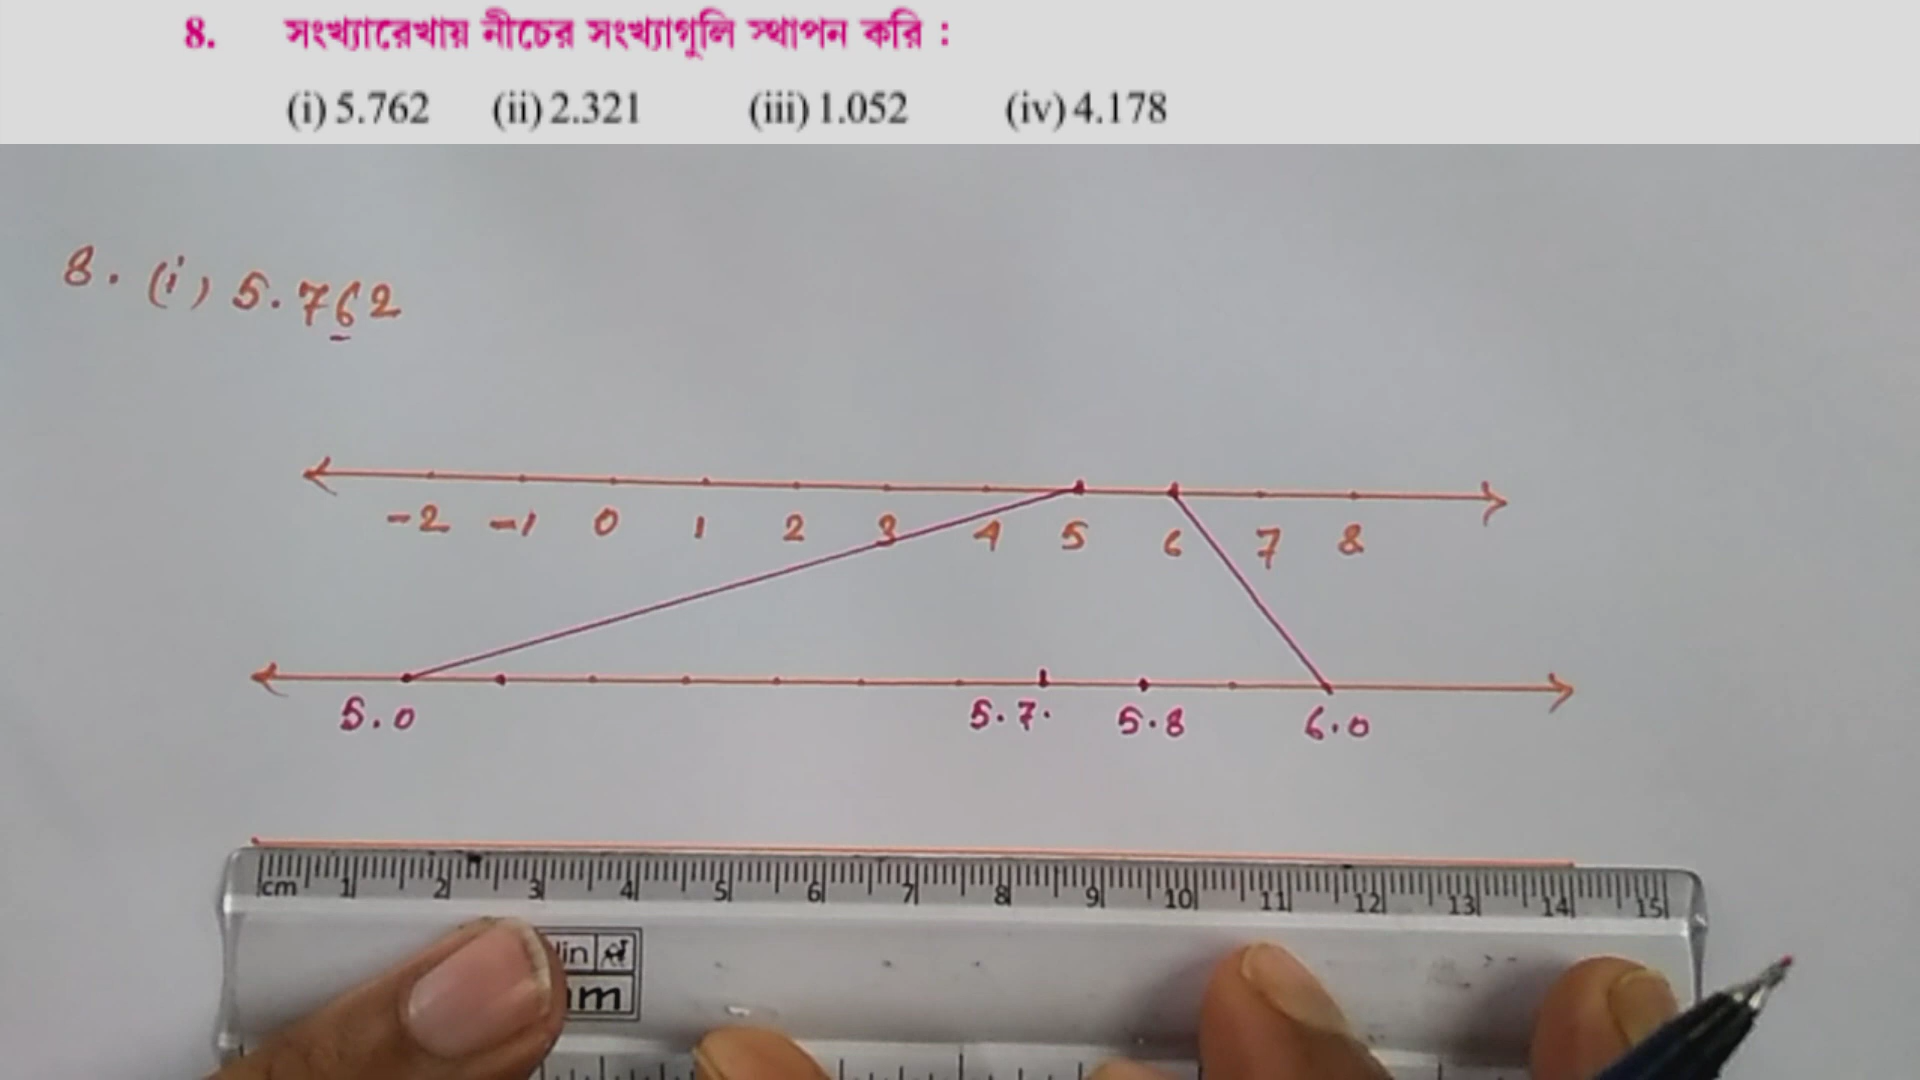 8. সংখ্যারেখায় নীচের সংখ্যাগুলি স্থাপন করি :
(i) 5.762 (ii) 2.321 (iii) 1.052 (iv) 4.178
8. (i) 5.762
-2 -1 0 1 2 3 4 5 6 7 8
5.0 5.7. 5.8 6.0
cm 1 2 3 4 5 6 7 8 9 10 11 12 13 14 15